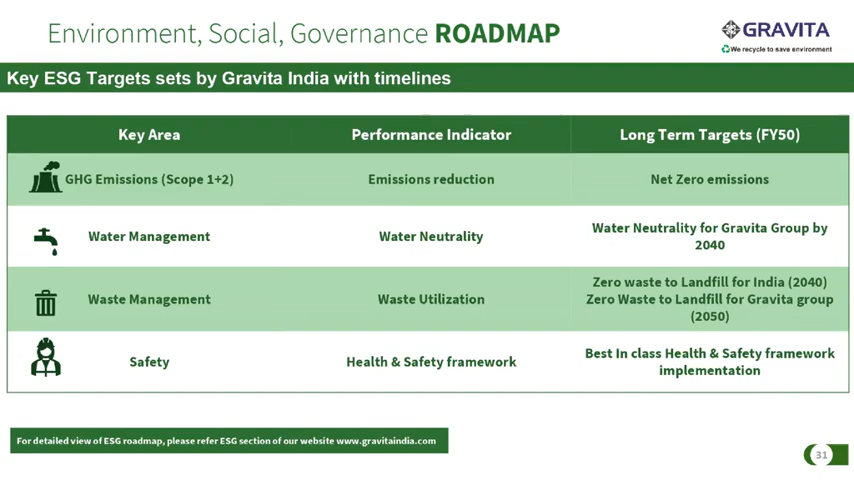 Environment, Social, Governance ROADMAP
GRAVITA
We recycle to save environment
Key ESG Targets sets by Gravita India with timelines
Key Area Performance Indicator Long Term Targets (FY50)
GHG Emissions (Scope 1+2) Emissions reduction Net Zero emissions
Water Management Water Neutrality Water Neutrality for Gravita Group by
2040
Waste Management Waste Utilization Zero waste to Landfill for India (2040)
Zero Waste to Landfill for Gravita group
(2050)
Safety Health & Safety framework Best In class Health & Safety framework
implementation
For detailed view of ESG roadmap, please refer ESG section of our website www.gravitaindia.com
31